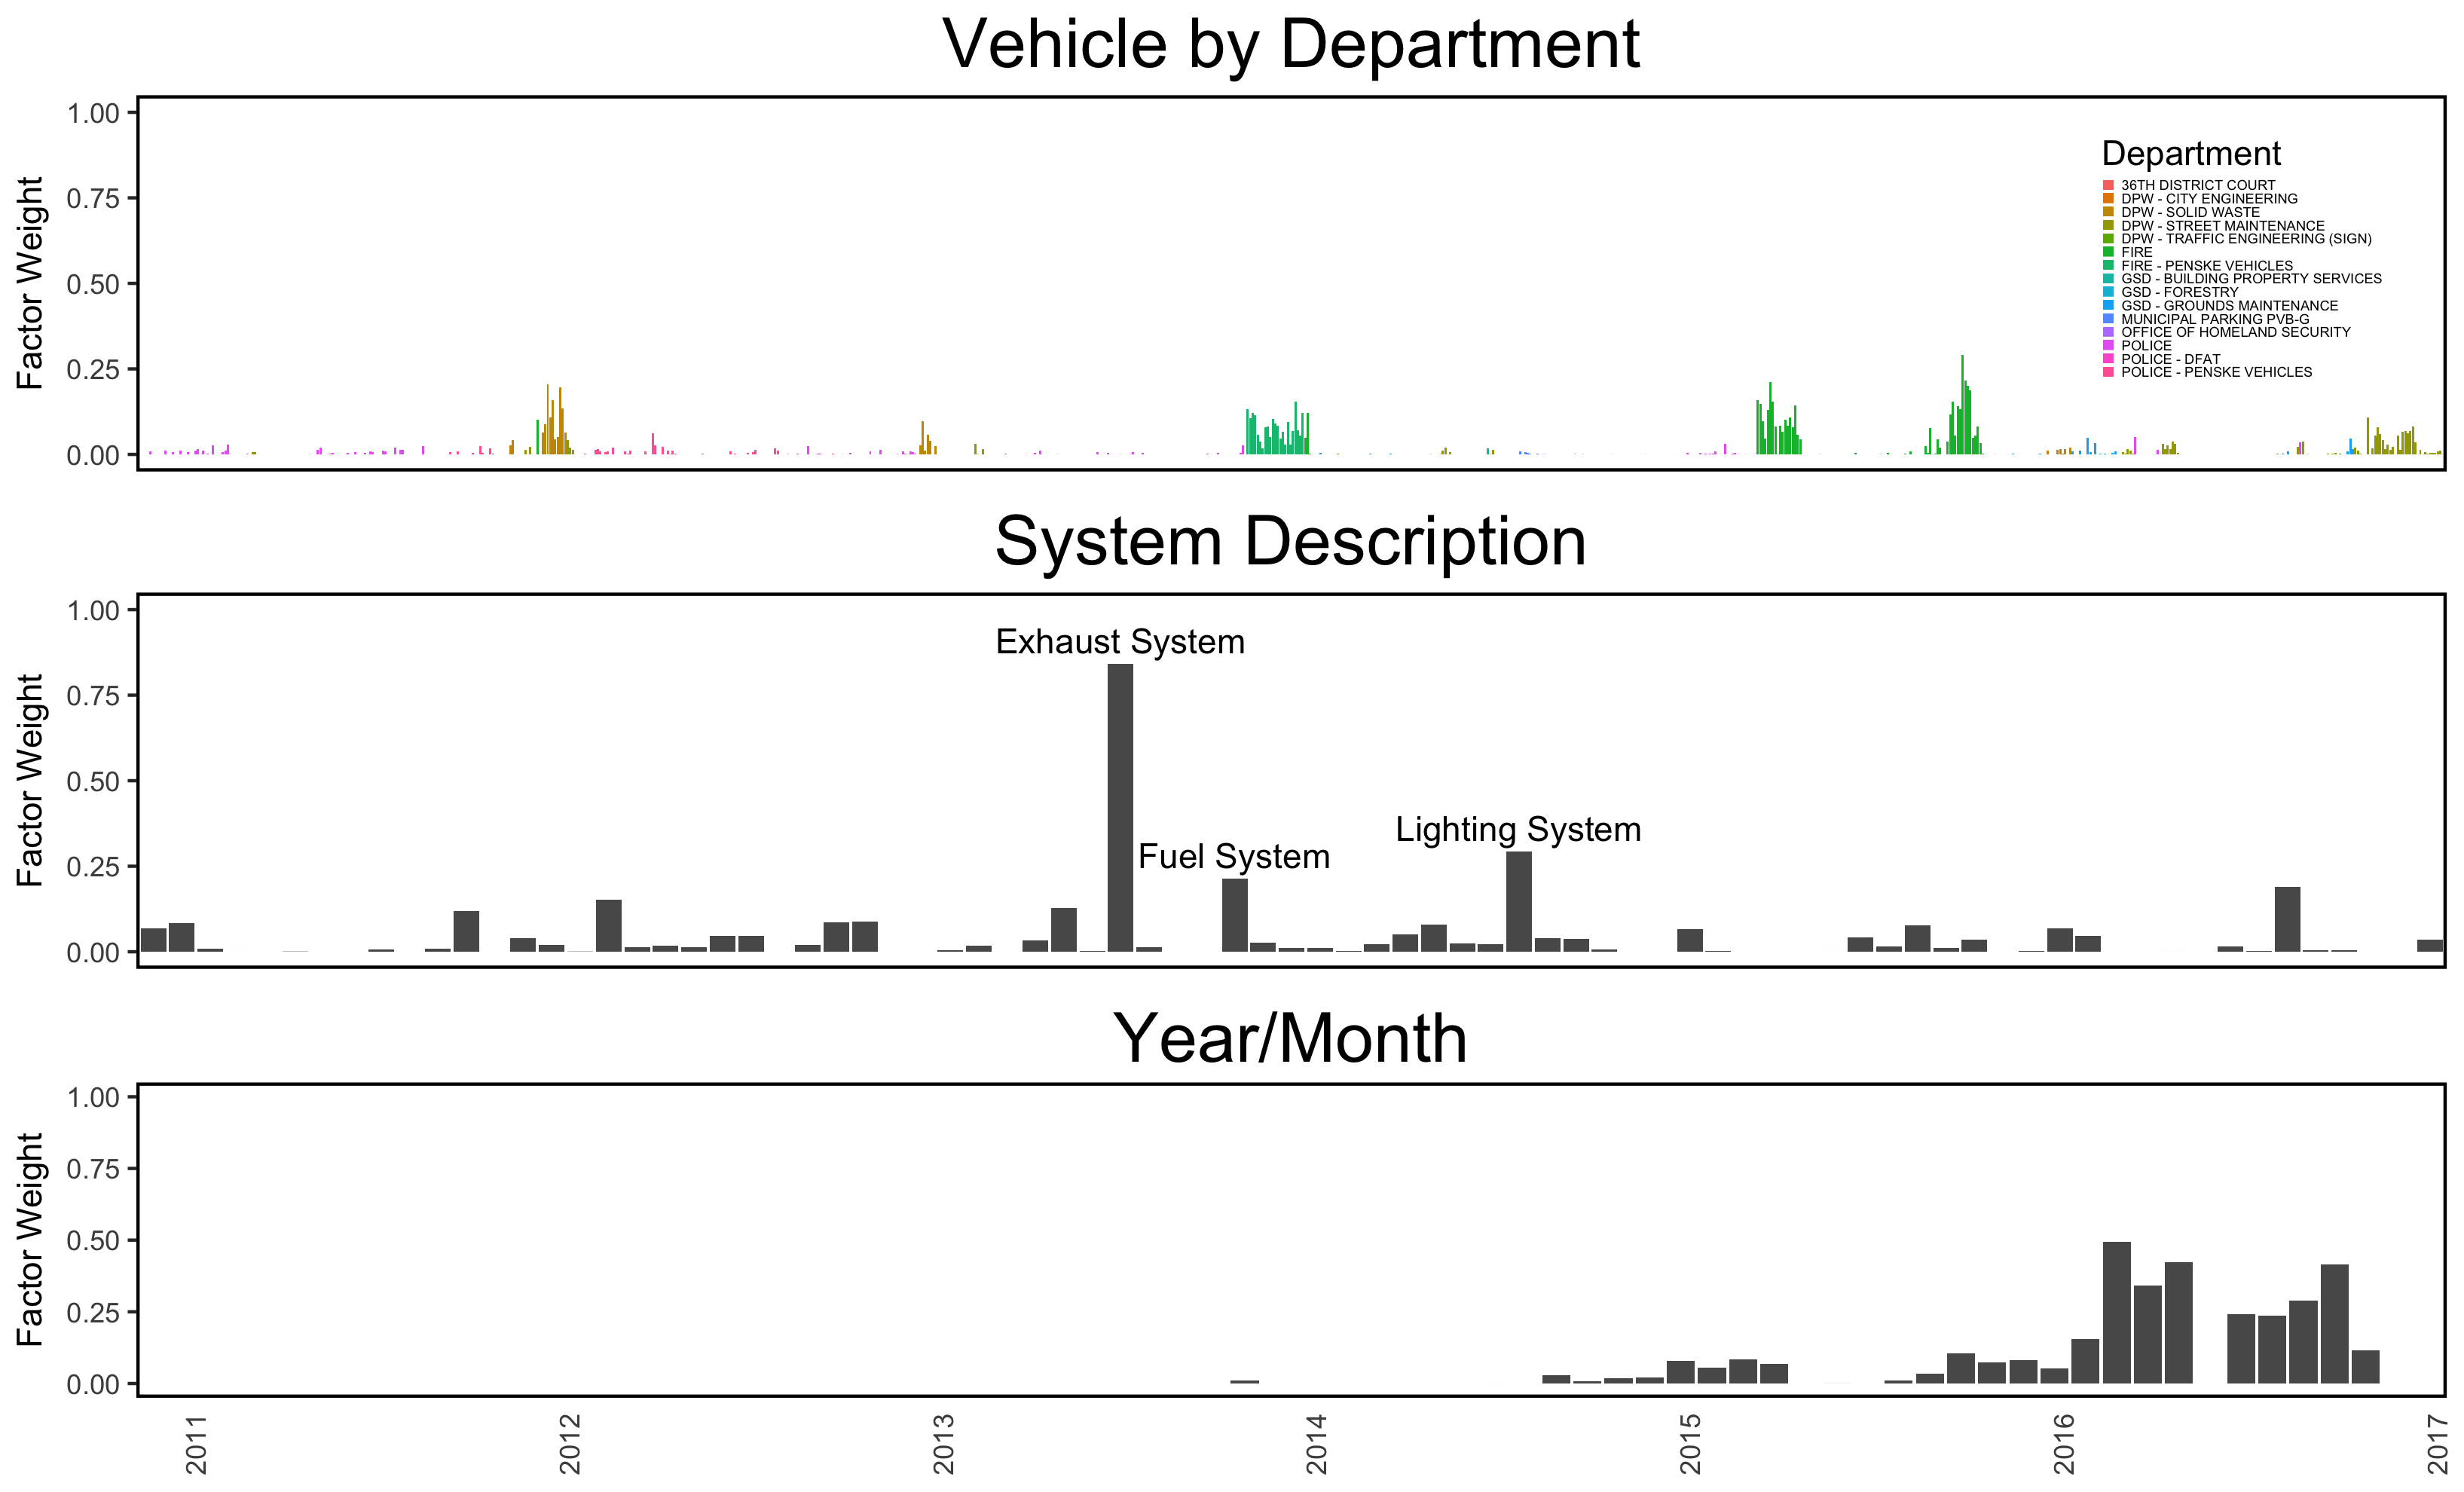 Vehicle by Department
Factor Weight
1.00
0.75
0.50
0.25
0.00
Department
36TH DISTRICT COURT
DPW - CITY ENGINEERING
DPW - SOLID WASTE
DPW - STREET MAINTENANCE
DPW - TRAFFIC ENGINEERING (SIGN)
FIRE
FIRE - PENSKE VEHICLES
GSD - BUILDING PROPERTY SERVICES
GSD - FORESTRY
GSD - GROUNDS MAINTENANCE
MUNICIPAL PARKING PVB-G
OFFICE OF HOMELAND SECURITY
POLICE
POLICE - DFAT
POLICE - PENSKE VEHICLES
System Description
Factor Weight
1.00
0.75
0.50
0.25
0.00
Exhaust System
Fuel System
Lighting System
Year/Month
Factor Weight
1.00
0.75
0.50
0.25
0.00
2011
2012
2013
2014
2015
2016
2017